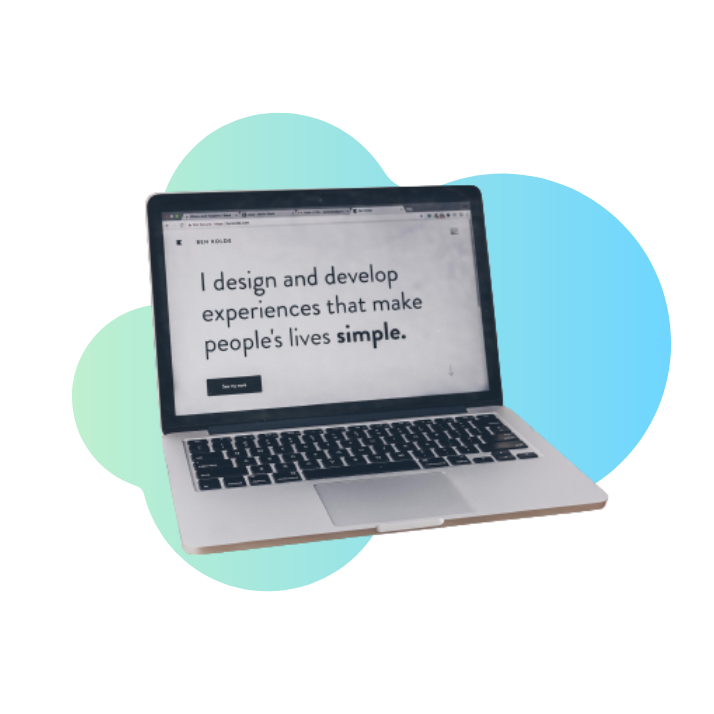 BEN KOLDE
I design and develop
experiences that make
people's lives simple.
See my work